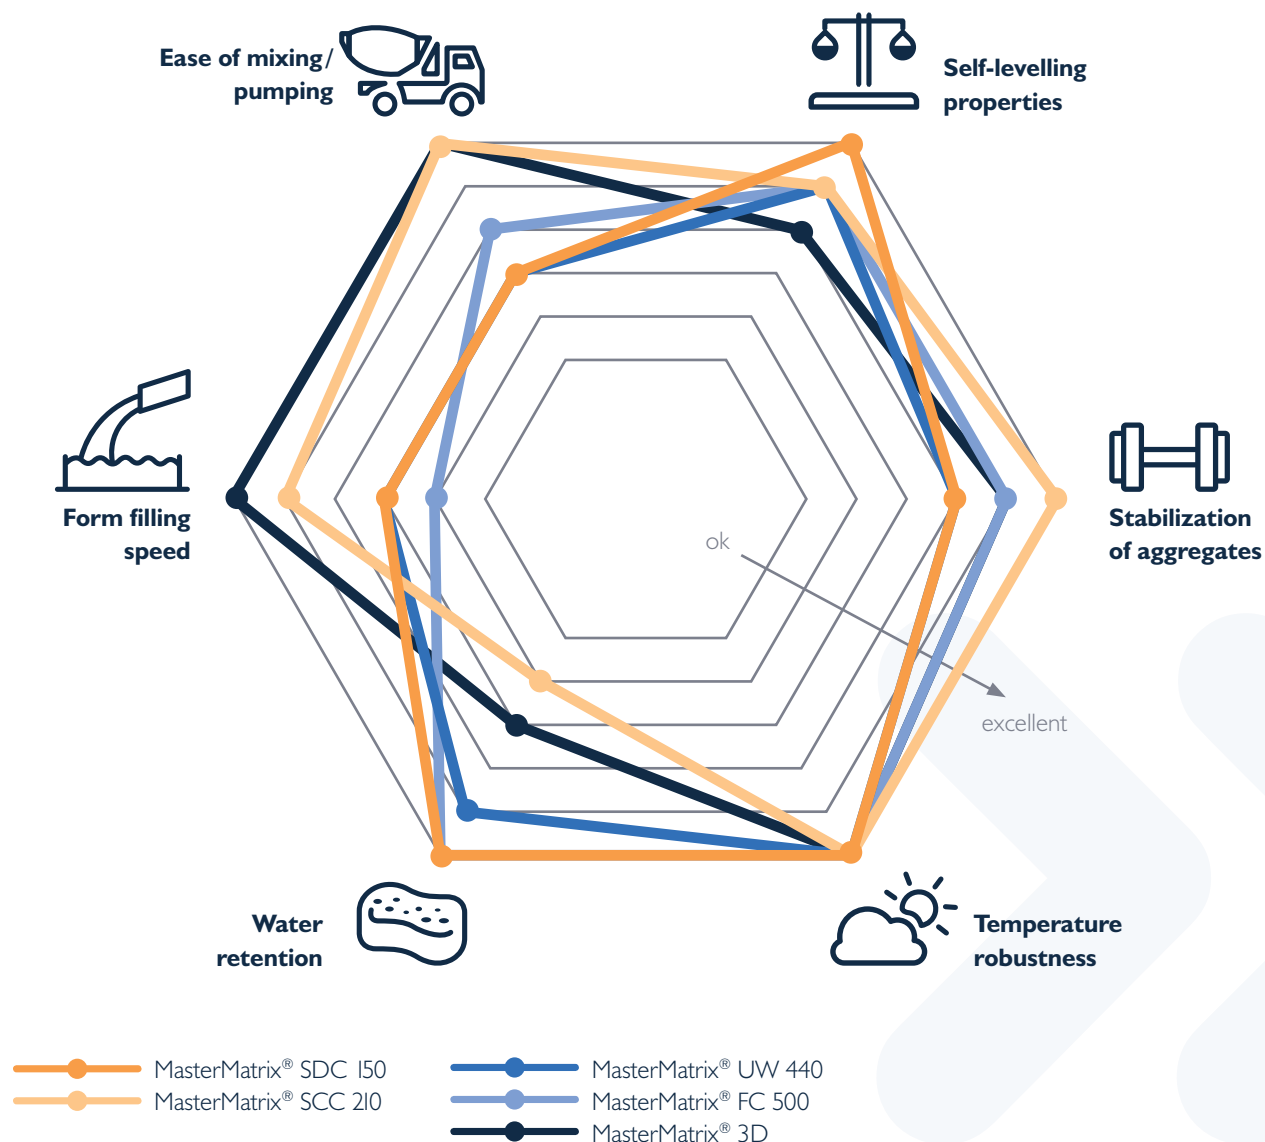 Ease of mixing/
pumping
Self-levelling
properties
Form filling
speed
Stabilization
of aggregates
ok
excellent
Water
retention
Temperature
robustness
MasterMatrix® SDC 150
MasterMatrix® SCC 210
MasterMatrix® UW 440
MasterMatrix® FC 500
MasterMatrix® 3D